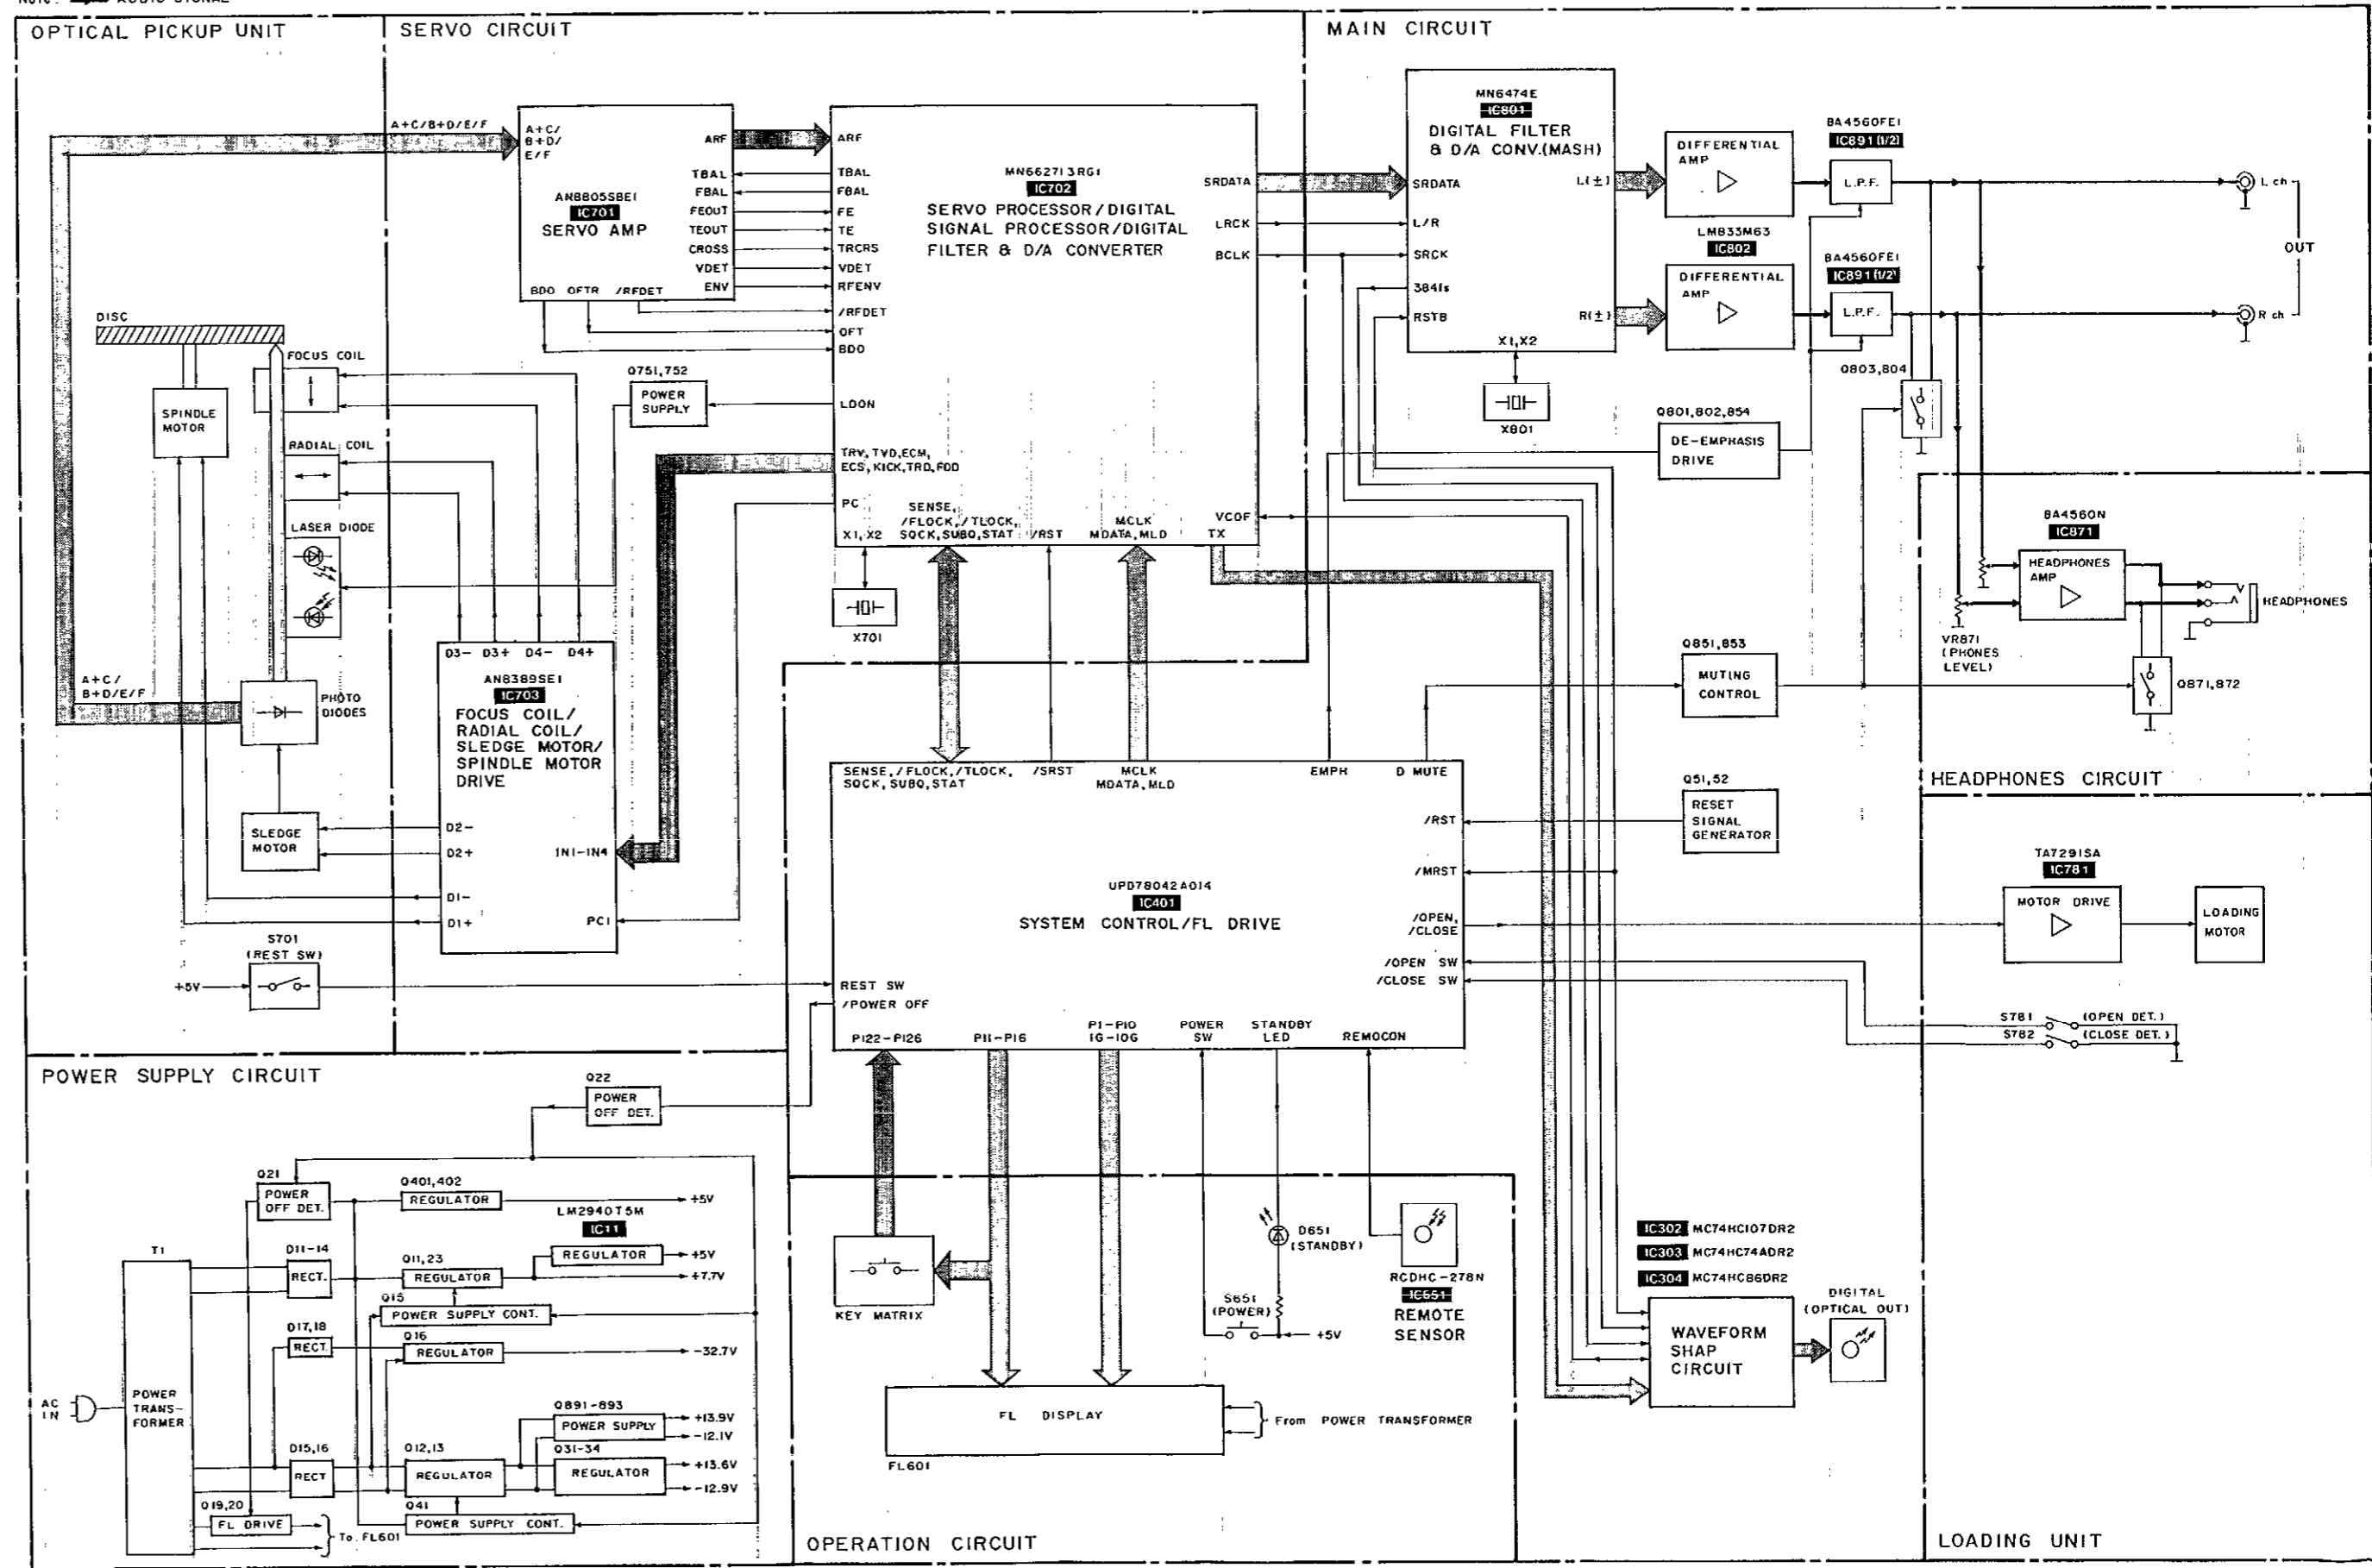 OPTICAL PICKUP UNIT
SERVO CIRCUIT
MAIN CIRCUIT
A+C/B+D/E/F
A+C/
B+D/
E/F
ARF
TBAL
FBAL
FEOUT
TEOUT
CROSS
VDET
ENV
AN8805SBE1
IC701
SERVO AMP
BDO OFTR /RFDET
ARF
TBAL
FBAL
FE
TE
TRCRS
VDET
RFENV
/RFDET
OFT
BDO
LDON
TRV, TVD, ECM,
ECS, KICK, TRD, FOD
PC
X1, X2
MN662713RG1
IC702
SERVO PROCESSOR/DIGITAL
SIGNAL PROCESSOR/DIGITAL
FILTER & D/A CONVERTER
SENSE,
/FLOCK, /TLOCK,
SQCK, SUBQ, STAT
/RST
MCLK
MDATA, MLD
SRDATA
LRCK
BCLK
VCOF
TX
X701
MN6474E
IC801
DIGITAL FILTER
& D/A CONV.(MASH)
SRDATA
L/R
SRCK
384fs
RSTB
L(±)
R(±)
X1, X2
X801
DIFFERENTIAL
AMP
LM833M63
IC802
DIFFERENTIAL
AMP
BA4560FE1
IC891 (1/2)
L.P.F.
BA4560FE1
IC891 (1/2)
L.P.F.
L ch
OUT
R ch
Q803,804
Q801,802,854
DE-EMPHASIS
DRIVE
DISC
FOCUS COIL
SPINDLE
MOTOR
RADIAL COIL
LASER DIODE
Q751,752
POWER
SUPPLY
A+C/
B+D/E/F
PHOTO
DIODES
SLEDGE
MOTOR
D3- D3+ D4- D4+
AN8389SE1
IC703
FOCUS COIL/
RADIAL COIL/
SLEDGE MOTOR/
SPINDLE MOTOR
DRIVE
D2-
D2+
IN1-IN4
D1-
D1+
PC1
S701
(REST SW)
+5V
BA4560N
IC871
HEADPHONES
AMP
HEADPHONES
VR871
(PHONES
LEVEL)
Q871,872
Q851,853
MUTING
CONTROL
HEADPHONES CIRCUIT
SENSE, /FLOCK, /TLOCK,
SQCK, SUBQ, STAT
/SRST
MCLK
MDATA, MLD
EMPH
D MUTE
/RST
/MRST
/OPEN,
/CLOSE
/OPEN SW
/CLOSE SW
UPD78042A014
IC401
SYSTEM CONTROL/FL DRIVE
REST SW
/POWER OFF
P122-P126
P11-P16
P1-P10
1G-10G
POWER
SW
STANDBY
LED
REMOCON
Q51,52
RESET
SIGNAL
GENERATOR
TA7291SA
IC781
MOTOR DRIVE
LOADING
MOTOR
S781
(OPEN DET.)
S782
(CLOSE DET.)
POWER SUPPLY CIRCUIT
Q22
POWER
OFF DET.
Q21
POWER
OFF DET.
Q401,402
REGULATOR
+5V
LM2940T5M
IC11
REGULATOR
+5V
T1
D11-14
RECT.
Q11,23
REGULATOR
+7.7V
Q15
POWER SUPPLY CONT.
D17,18
RECT.
Q16
REGULATOR
-32.7V
AC
IN
POWER
TRANS-
FORMER
Q891-893
POWER SUPPLY
+13.9V
-12.1V
D15,16
RECT
Q12,13
REGULATOR
Q31-34
REGULATOR
+13.6V
-12.9V
Q19,20
FL DRIVE
Q41
POWER SUPPLY CONT.
To FL601
KEY MATRIX
D651
(STANDBY)
S651
(POWER)
+5V
RCDHC-278N
IC651
REMOTE
SENSOR
FL DISPLAY
FL601
From POWER TRANSFORMER
OPERATION CIRCUIT
IC302 MC74HC107DR2
IC303 MC74HC74ADR2
IC304 MC74HC86DR2
WAVEFORM
SHAP
CIRCUIT
DIGITAL
(OPTICAL OUT)
LOADING UNIT